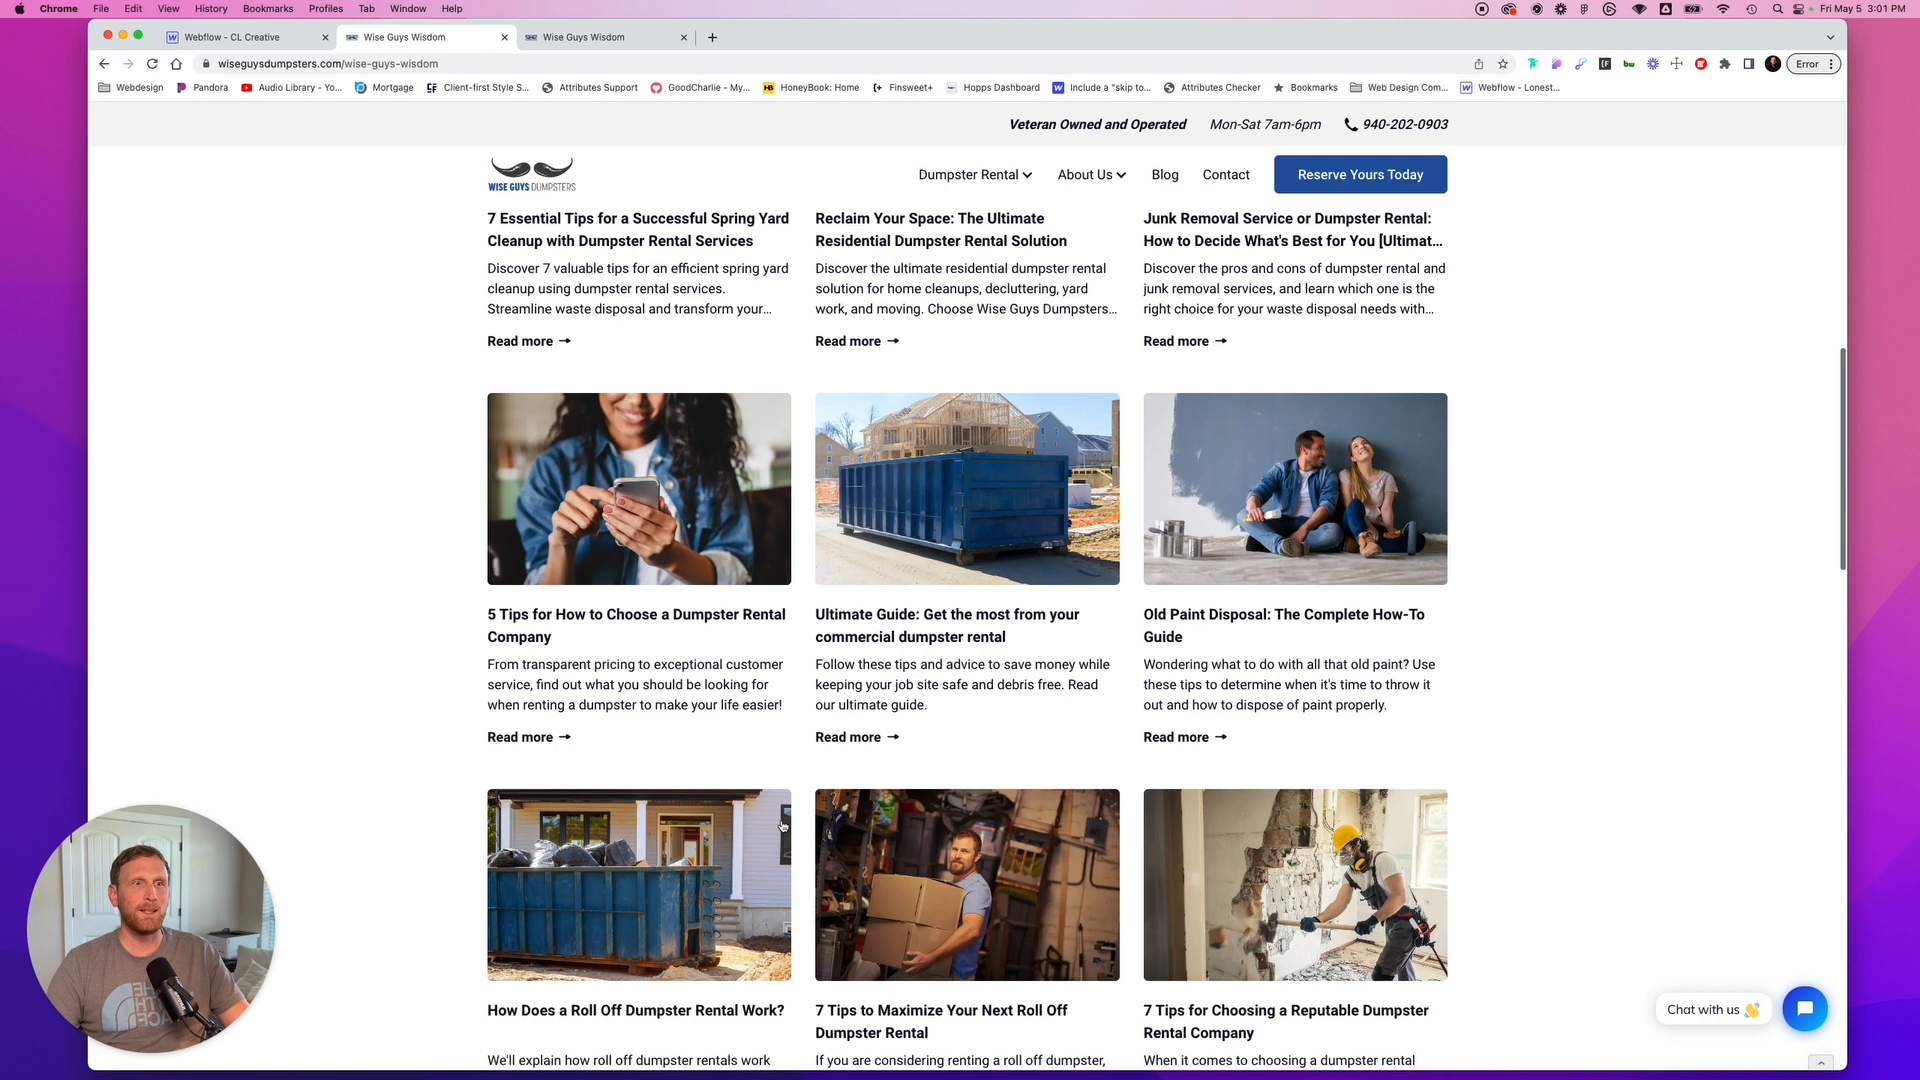 Chrome File Edit View History Bookmarks Profiles Tab Window Help Fri May 5 3:01 PM
Webflow - CL Creative Wise Guys Wisdom Wise Guys Wisdom
wiseguysdumpsters.com/wise-guys-wisdom Error
Webdesign Pandora Audio Library - Yo... Mortgage Client-first Style S... Attributes Support GoodCharlie - My... HoneyBook: Home Finsweet+ Hopps Dashboard Include a "skip to... Attributes Checker Bookmarks Web Design Com... Webflow - Lonest...
Veteran Owned and Operated Mon-Sat 7am-6pm 940-202-0903
WISE GUYS DUMPSTERS
Dumpster Rental About Us Blog Contact Reserve Yours Today
7 Essential Tips for a Successful Spring Yard
Cleanup with Dumpster Rental Services
Discover 7 valuable tips for an efficient spring yard
cleanup using dumpster rental services.
Streamline waste disposal and transform your...
Read more
Reclaim Your Space: The Ultimate
Residential Dumpster Rental Solution
Discover the ultimate residential dumpster rental
solution for home cleanups, decluttering, yard
work, and moving. Choose Wise Guys Dumpsters...
Read more
Junk Removal Service or Dumpster Rental:
How to Decide What's Best for You [Ultimat...
Discover the pros and cons of dumpster rental and
junk removal services, and learn which one is the
right choice for your waste disposal needs with...
Read more
5 Tips for How to Choose a Dumpster Rental
Company
From transparent pricing to exceptional customer
service, find out what you should be looking for
when renting a dumpster to make your life easier!
Read more
Ultimate Guide: Get the most from your
commercial dumpster rental
Follow these tips and advice to save money while
keeping your job site safe and debris free. Read
our ultimate guide.
Read more
Old Paint Disposal: The Complete How-To
Guide
Wondering what to do with all that old paint? Use
these tips to determine when it's time to throw it
out and how to dispose of paint properly.
Read more
How Does a Roll Off Dumpster Rental Work?
We'll explain how roll off dumpster rentals work
7 Tips to Maximize Your Next Roll Off
Dumpster Rental
If you are considering renting a roll off dumpster,
7 Tips for Choosing a Reputable Dumpster
Rental Company
When it comes to choosing a dumpster rental
Chat with us